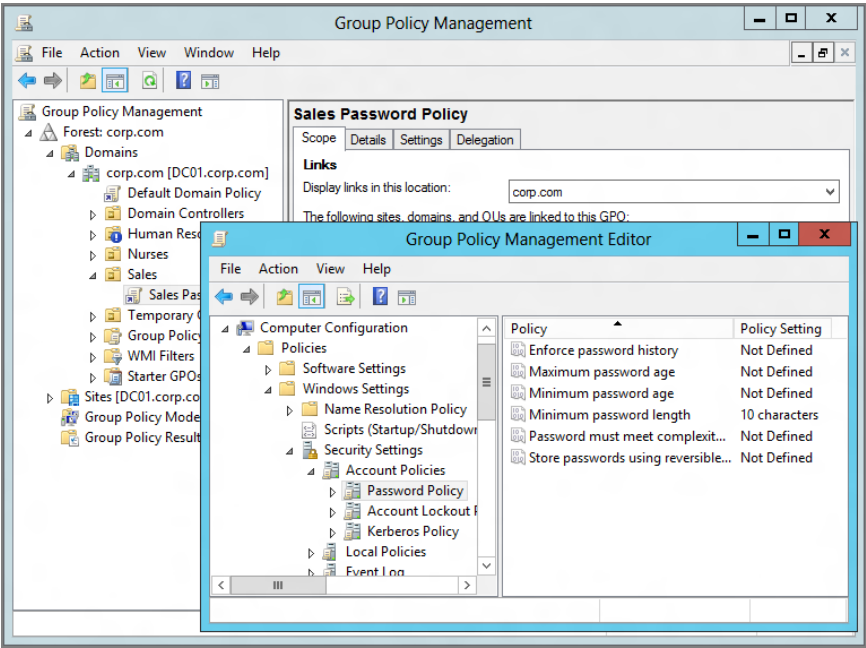 Group Policy Management
File Action View Window Help
Group Policy Management
Forest: corp.com
Domains
corp.com [DC01.corp.com]
Default Domain Policy
Domain Controllers
Human Reso
Nurses
Sales
Sales Pas
Temporary
Group Policy
WMI Filters
Starter GPOs
Sites [DC01.corp.co
Group Policy Mode
Group Policy Result
Sales Password Policy
Scope Details Settings Delegation
Links
Display links in this location: corp.com
The following sites, domains, and OUs are linked to this GPO:
Group Policy Management Editor
File Action View Help
Computer Configuration
Policies
Software Settings
Windows Settings
Name Resolution Policy
Scripts (Startup/Shutdown
Security Settings
Account Policies
Password Policy
Account Lockout P
Kerberos Policy
Local Policies
Event Log
Policy Policy Setting
Enforce password history Not Defined
Maximum password age Not Defined
Minimum password age Not Defined
Minimum password length 10 characters
Password must meet complexit... Not Defined
Store passwords using reversible... Not Defined